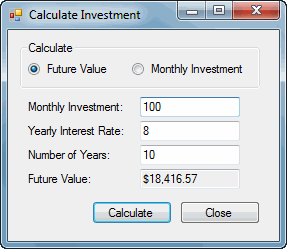 Calculate Investment
Calculate
Future Value Monthly Investment
Monthly Investment: 100
Yearly Interest Rate: 8
Number of Years: 10
Future Value: $18,416.57
Calculate Close